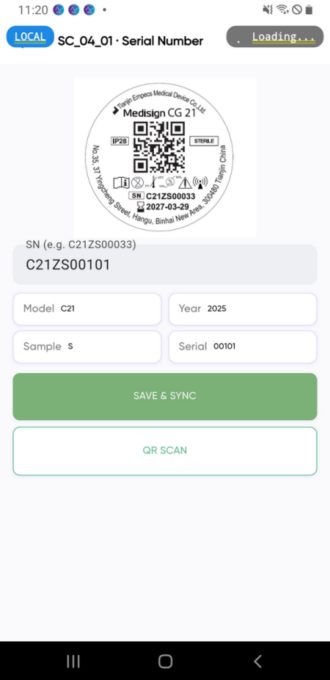 11:20
LOCAL
SC_04_01 · Serial Number
Loading...
Tianjin Empecs Medical Device Co.,Ltd.
Medisign CG 21
IP28
STERILE
SN C21ZS00033
2027-03-29
No.35, 37 Yingcheng Street, Hangu, Binhai New Area, 300480 Tianjin China
SN (e.g. C21ZS00033)
C21ZS00101
Model C21
Year 2025
Sample S
Serial 00101
SAVE & SYNC
QR SCAN